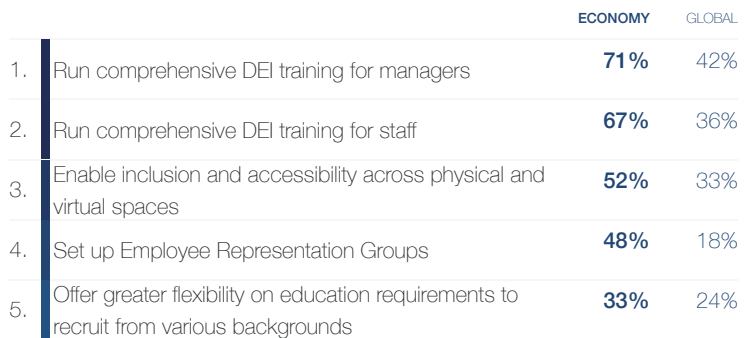 ECONOMY GLOBAL
1. Run comprehensive DEI training for managers 71% 42%
2. Run comprehensive DEI training for staff 67% 36%
3. Enable inclusion and accessibility across physical and
virtual spaces 52% 33%
4. Set up Employee Representation Groups 48% 18%
5. Offer greater flexibility on education requirements to
recruit from various backgrounds 33% 24%